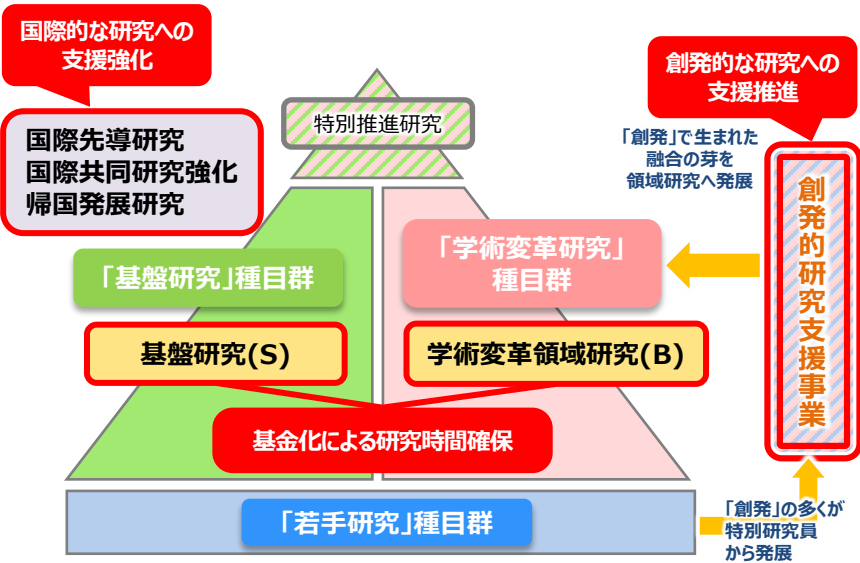 国際的な研究への
支援強化
国際先導研究
国際共同研究強化
帰国発展研究
特別推進研究
創発的な研究への
支援推進
「創発」で生まれた
融合の芽を
領域研究へ発展
創発的研究支援事業
「基盤研究」種目群
「学術変革研究」
種目群
基盤研究(S)
学術変革領域研究(B)
基金化による研究時間確保
「若手研究」種目群
「創発」の多くが
特別研究員
から発展